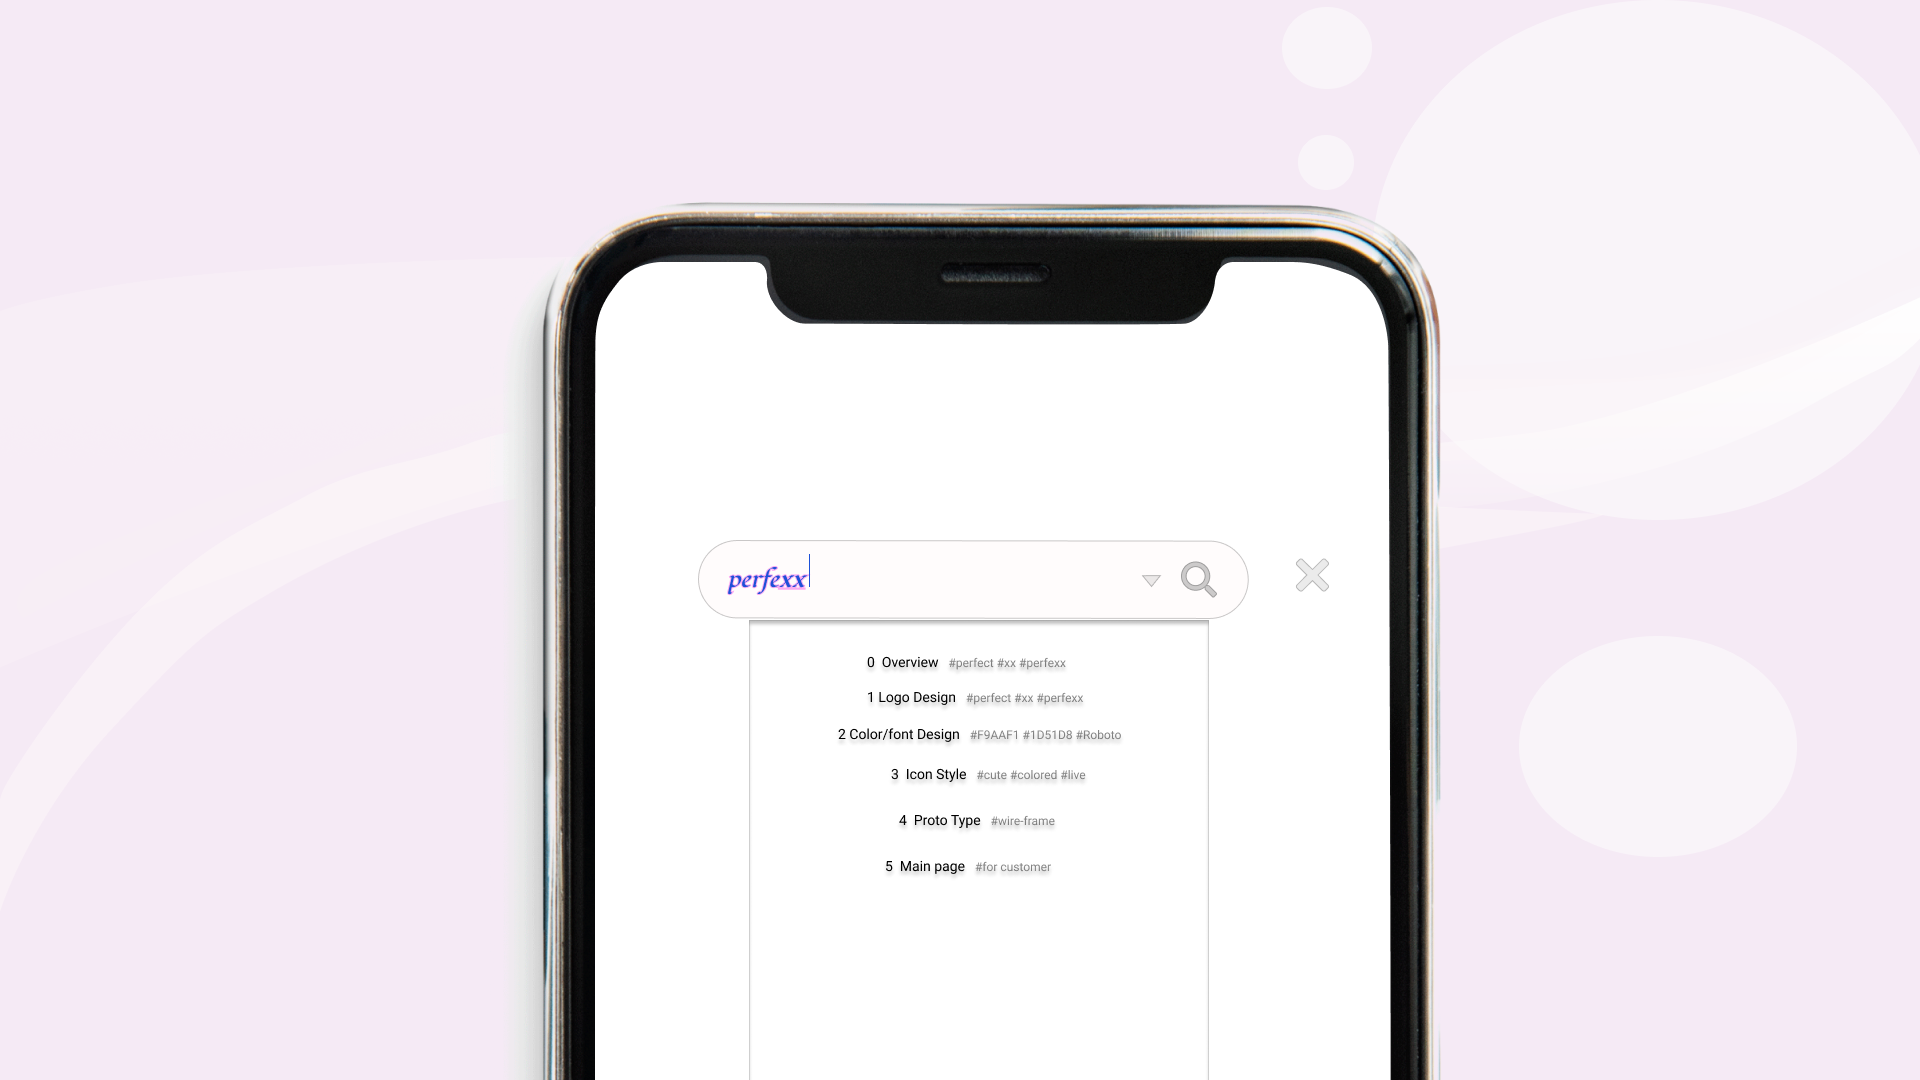 perfexx
0 Overview #perfect #xx #perfexx
1 Logo Design #perfect #xx #perfexx
2 Color/font Design #F9AAF1 #1D51D8 #Roboto
3 Icon Style #cute #colored #live
4 Proto Type #wire-frame
5 Main page #for customer